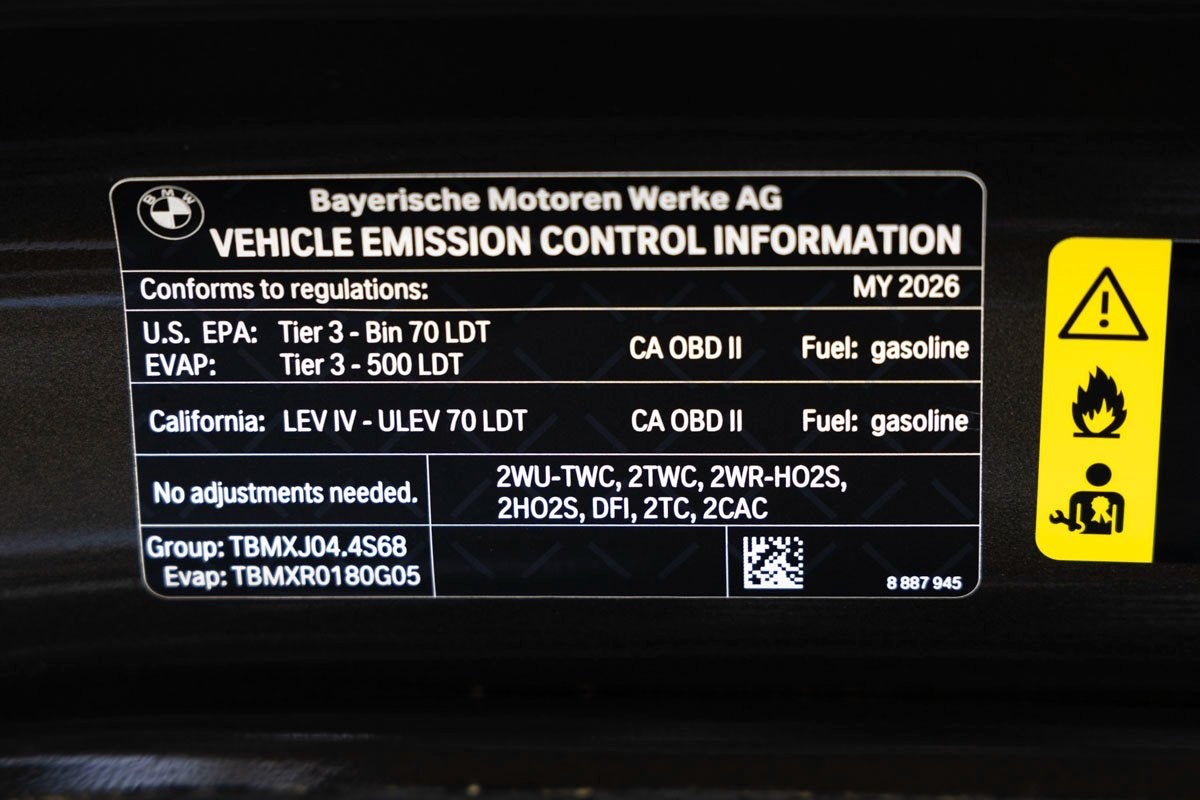 BMW
Bayerische Motoren Werke AG
VEHICLE EMISSION CONTROL INFORMATION
Conforms to regulations: MY 2026
U.S. EPA: Tier 3 - Bin 70 LDT
EVAP: Tier 3 - 500 LDT
CA OBD II Fuel: gasoline
California: LEV IV - ULEV 70 LDT CA OBD II Fuel: gasoline
No adjustments needed.
2WU-TWC, 2TWC, 2WR-HO2S,
2HO2S, DFI, 2TC, 2CAC
Group: TBMXJ04.4S68
Evap: TBMXR0180G05
8 887 945